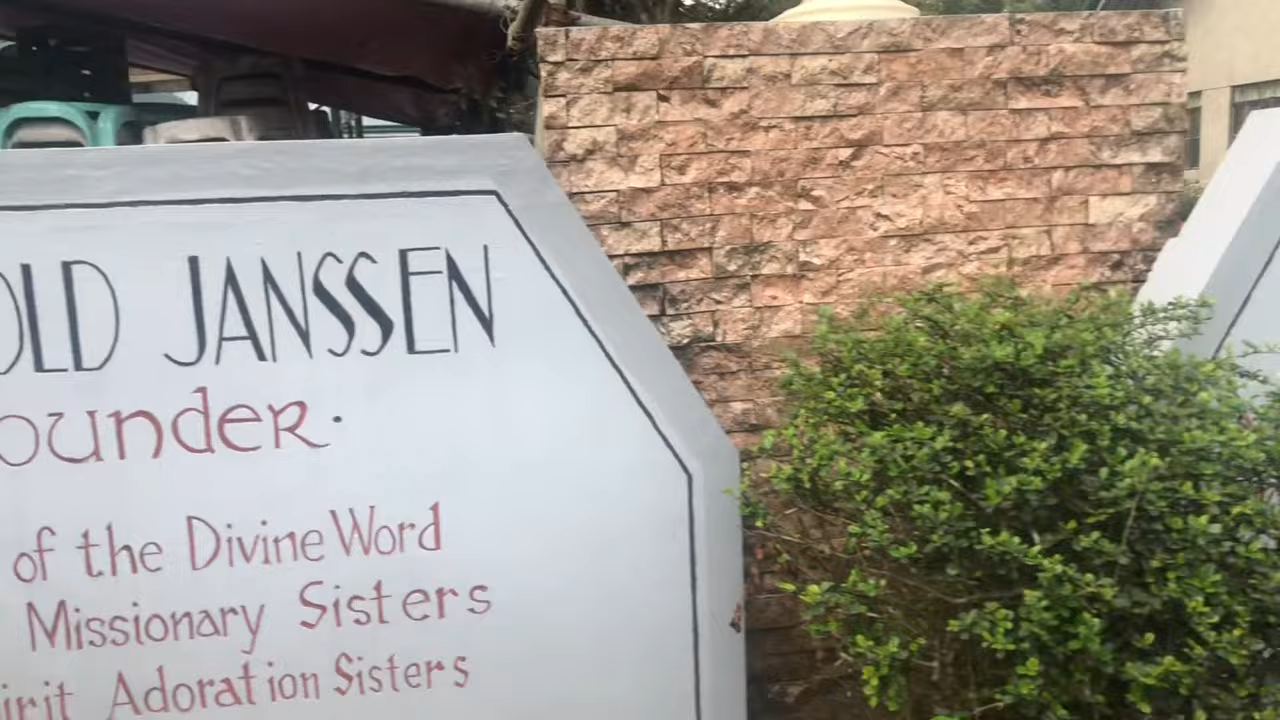 OLD JANSSEN
ounder.
of the Divine Word
Missionary Sisters
irit Adoration Sisters